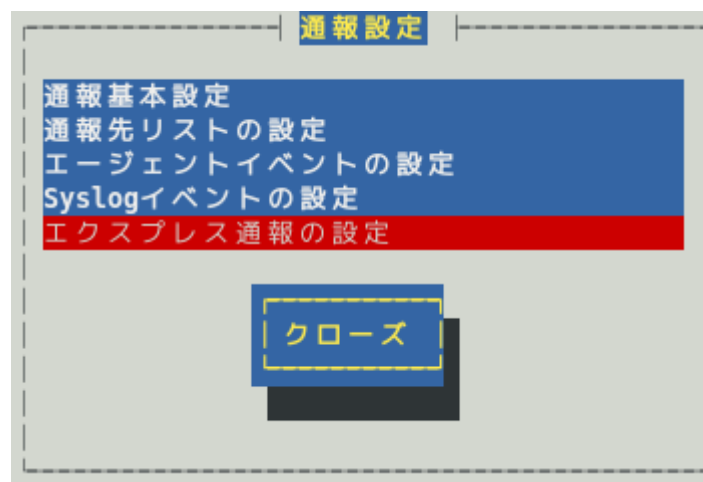 通報設定
通報基本設定
通報先リストの設定
エージェントイベントの設定
Syslogイベントの設定
エクスプレス通報の設定
クローズ